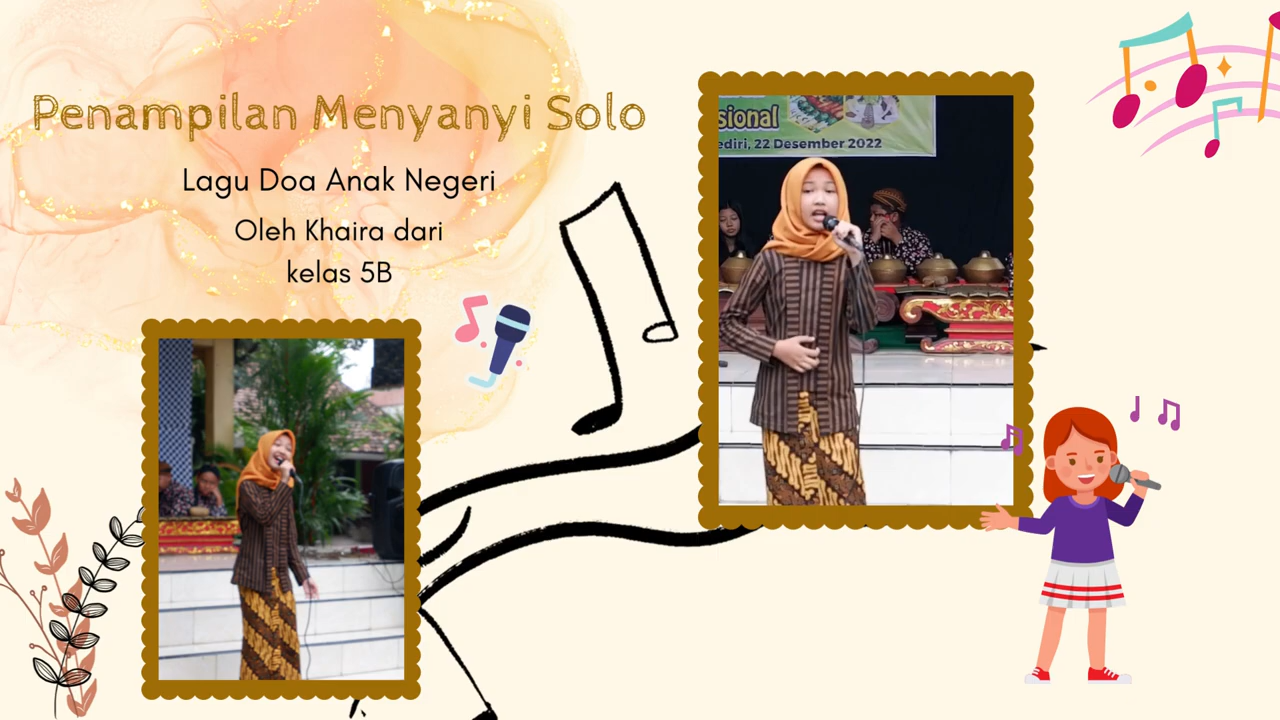 Penampilan Menyanyi Solo
Lagu Doa Anak Negeri
Oleh Khaira dari
kelas 5B
sional
ediri, 22 Desember 2022